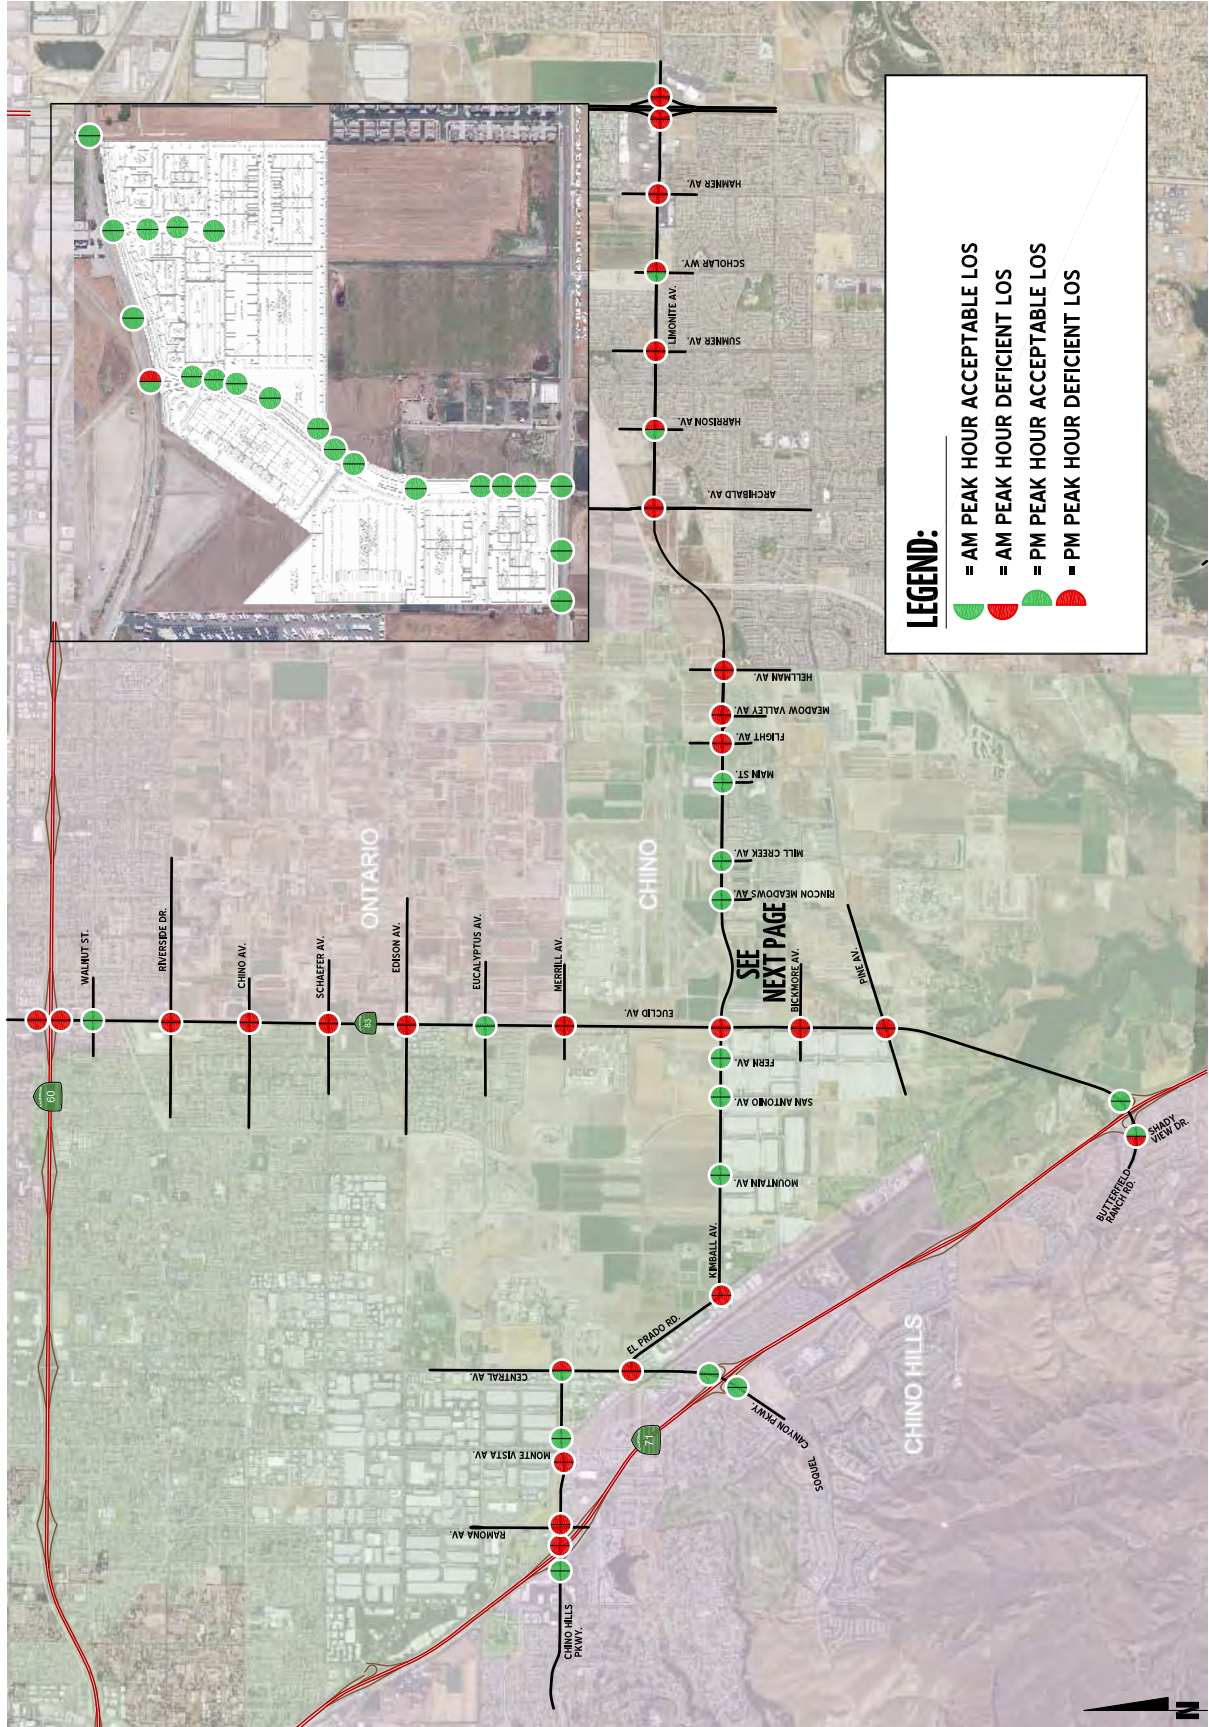 HAMNER AV.
SCHOLAR WY.
LIMONITE AV.
SUMNER AV.
HARRISON AV.
ARCHIBALD AV.
HELLMAN AV.
MEADOW VALLEY AV.
FLIGHT AV.
MAIN ST.
MILL CREEK AV.
RINCON MEADOWS AV.
SEE
NEXT PAGE
BICKMORE AV.
PINE AV.
EUCLID AV.
FERN AV.
SAN ANTONIO AV.
MOUNTAIN AV.
KIMBALL AV.
EL PRADO RD.
CENTRAL AV.
MONTE VISTA AV.
RAMONA AV.
CHINO HILLS
PKWY.
SOQUEL CANYON PKWY.
BUTTERFIELD
RANCH RD.
SHADY
VIEW DR.
WALNUT ST.
RIVERSIDE DR.
CHINO AV.
SCHAEFER AV.
EDISON AV.
EUCALYPTUS AV.
MERRILL AV.
ONTARIO
CHINO
CHINO HILLS
60
83
71
LEGEND:
= AM PEAK HOUR ACCEPTABLE LOS
= AM PEAK HOUR DEFICIENT LOS
= PM PEAK HOUR ACCEPTABLE LOS
= PM PEAK HOUR DEFICIENT LOS
N